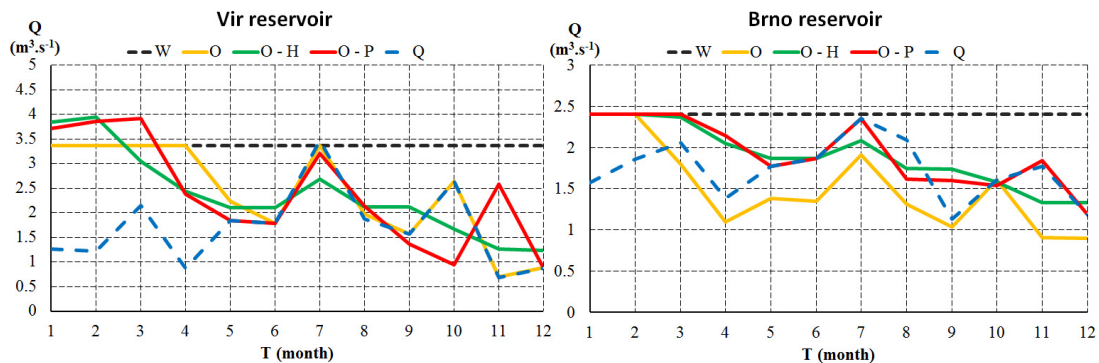 Vir reservoir
Q
(m³.s⁻¹)
W O O - H O - P Q
5
4.5
4
3.5
3
2.5
2
1.5
1
0.5
0
1 2 3 4 5 6 7 8 9 10 11 12
T (month)
Brno reservoir
Q
(m³.s⁻¹)
W O O - H O - P Q
3
2.5
2
1.5
1
0.5
0
1 2 3 4 5 6 7 8 9 10 11 12
T (month)